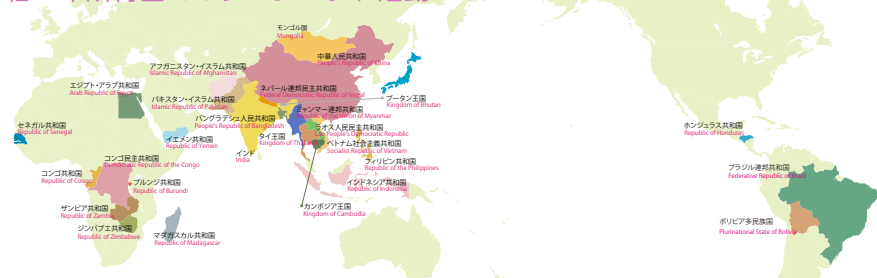 モンゴル国
Mongolia
中華人民共和国
People's Republic of China
アフガニスタン・イスラム共和国
Islamic Republic of Afghanistan
エジプト・アラブ共和国
Arab Republic of Egypt
ネパール連邦民主共和国
Federal Democratic Republic of Nepal
パキスタン・イスラム共和国
Islamic Republic of Pakistan
ブータン王国
Kingdom of Bhutan
ミャンマー連邦共和国
Republic of the Union of Myanmar
バングラデシュ人民共和国
People's Republic of Bangladesh
セネガル共和国
Republic of Senegal
ラオス人民民主共和国
Lao People's Democratic Republic
イエメン共和国
Republic of Yemen
タイ王国
Kingdom of Thailand
ベトナム社会主義共和国
Socialist Republic of Vietnam
インド
India
コンゴ民主共和国
Democratic Republic of the Congo
フィリピン共和国
Republic of the Philippines
コンゴ共和国
Republic of Congo
ブルンジ共和国
Republic of Burundi
インドネシア共和国
Republic of Indonesia
ザンビア共和国
Republic of Zambia
カンボジア王国
Kingdom of Cambodia
ジンバブエ共和国
Republic of Zimbabwe
マダガスカル共和国
Republic of Madagascar
ホンジュラス共和国
Republic of Honduras
ブラジル連邦共和国
Federative Republic of Brazil
ボリビア多民族国
Plurinational State of Bolivia